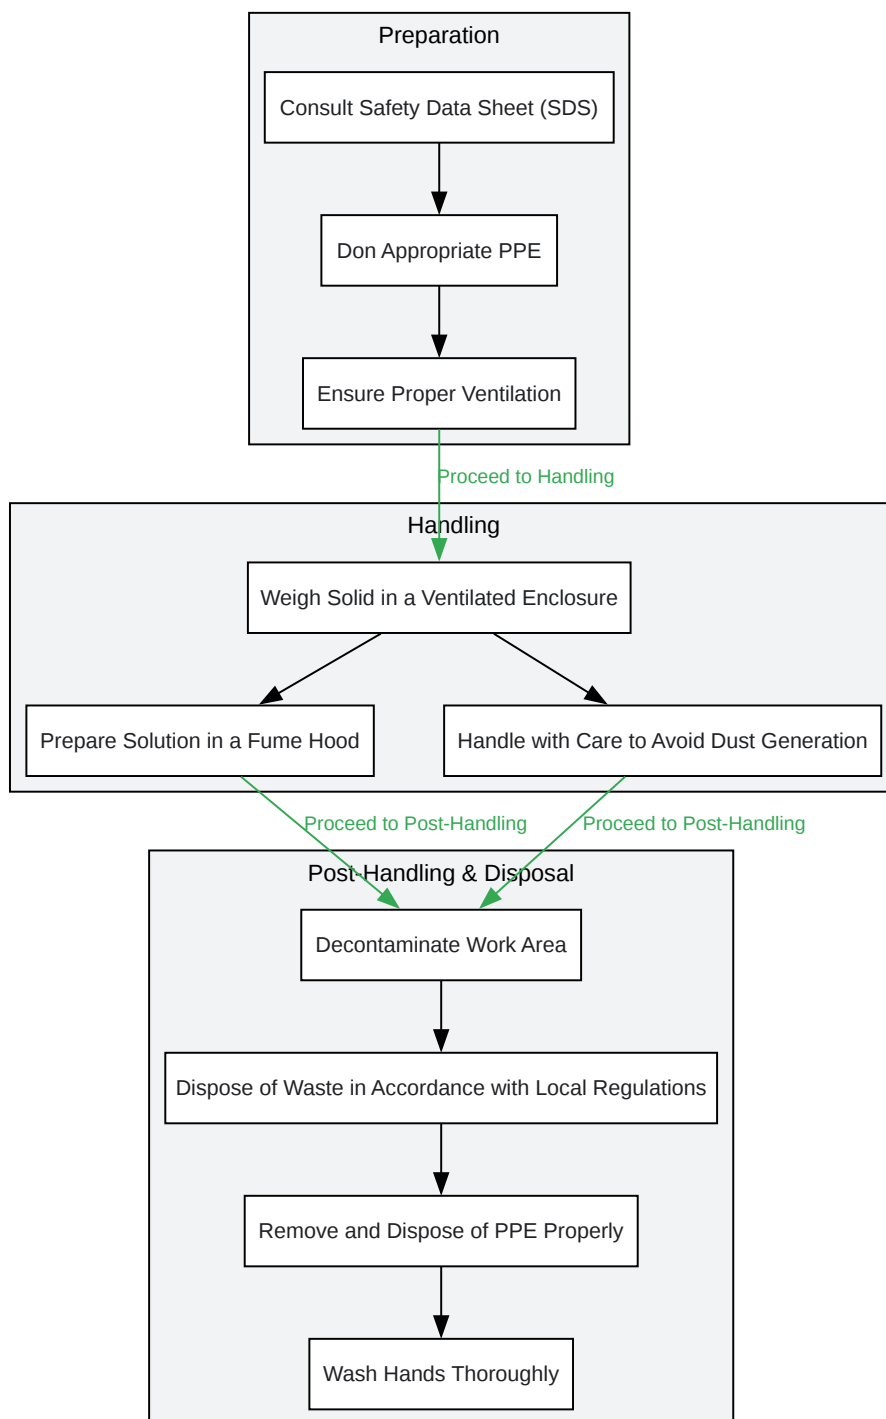 Preparation
Consult Safety Data Sheet (SDS)
Don Appropriate PPE
Ensure Proper Ventilation
Proceed to Handling
Handling
Weigh Solid in a Ventilated Enclosure
Prepare Solution in a Fume Hood
Handle with Care to Avoid Dust Generation
Proceed to Post-Handling
Proceed to Post-Handling
Post-Handling & Disposal
Decontaminate Work Area
Dispose of Waste in Accordance with Local Regulations
Remove and Dispose of PPE Properly
Wash Hands Thoroughly